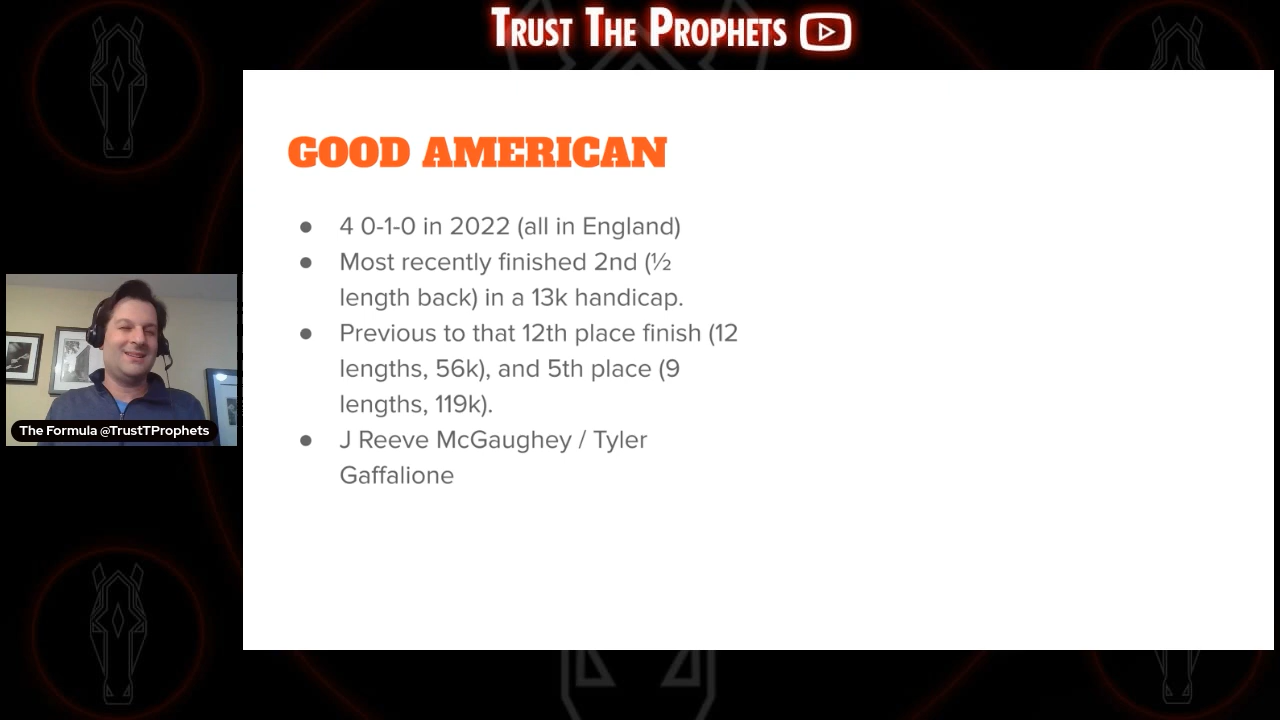 TRUST THE PROPHETS
GOOD AMERICAN
● 4 0-1-0 in 2022 (all in England)
● Most recently finished 2nd (½
length back) in a 13k handicap.
● Previous to that 12th place finish (12
lengths, 56k), and 5th place (9
lengths, 119k).
● J Reeve McGaughey / Tyler
Gaffalione
The Formula @TrustTProphets